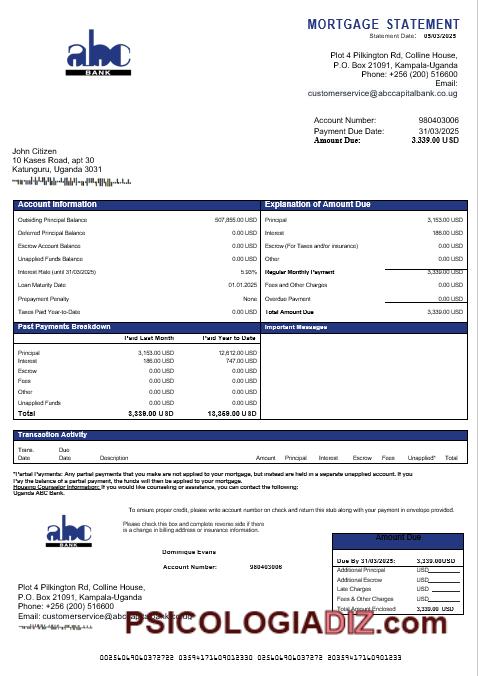 MORTGAGE STATEMENT
Statement Date: 05/03/2025
abc
BANK
Plot 4 Pilkington Rd, Colline House,
P.O. Box 21091, Kampala-Uganda
Phone: +256 (200) 516600
Email:
customerservice@abccapitalbank.co.ug
Account Number: 980403006
Payment Due Date: 31/03/2025
Amount Due: 3,339.00 USD
John Citizen
10 Kases Road, apt 30
Katunguru, Uganda 3031
Account Information
Outsiding Principal Balance 507,855.00 USD
Deferred Principal Balance 0.00 USD
Escrow Account Balance 0.00 USD
Unapplied Funds Balance 0.00 USD
Interest Rate (until 31/03/2025) 5.93%
Loan Maturity Date 01.01.2025
Prepayment Penalty None
Taxes Paid Year-to-Date 0.00 USD
Explanation of Amount Due
Principal 3,153.00 USD
Interest 186.00 USD
Escrow (For Taxes and/or insurance) 0.00 USD
Other 0.00 USD
Regular Monthly Payment 3,339.00 USD
Fees and Other Charges 0.00 USD
Overdue Payment 0.00 USD
Total Amount Due 3,339.00 USD
Past Payments Breakdown
Paid Last Month Paid Year to Date
Principal 3,153.00 USD 12,612.00 USD
Interest 186.00 USD 747.00 USD
Escrow 0.00 USD 0.00 USD
Fees 0.00 USD 0.00 USD
Other 0.00 USD 0.00 USD
Unapplied Funds 0.00 USD 0.00 USD
Total 3,339.00 USD 13,359.00 USD
Important Messages
Transaction Activity
Trans. Due
Date Date Description Amount Principal Interest Escrow Fees Unapplied* Total
*Partial Payments: Any partial payments that you make are not applied to your mortgage, but instead are held in a separate unapplied account. If you
Pay the balance of a partial payment, the funds will then be applied to your mortgage.
Housing Counselor Information: If you would like counseling or assistance, you can contact the following:
Uganda ABC Bank.
abc
BANK
To ensure proper credit, please write account number on check and return this stub along with your payment in envelope provided.
Please check this box and complete reverse side if there
is a change in billing address or insurance information.
Dominique Evans
Account Number: 980403006
Amount Due
Due By 31/03/2025: 3,339.00USD
Additional Principal USD
Additional Escrow USD
Late Charges USD
Fees & Other Charges USD
Total Amount Enclosed 3,339.00 USD
Plot 4 Pilkington Rd, Colline House,
P.O. Box 21091, Kampala-Uganda
Phone: +256 (200) 516600
Email: customerservice@abccapitalbank.co.ug
PSICOLOGIADIZ.com